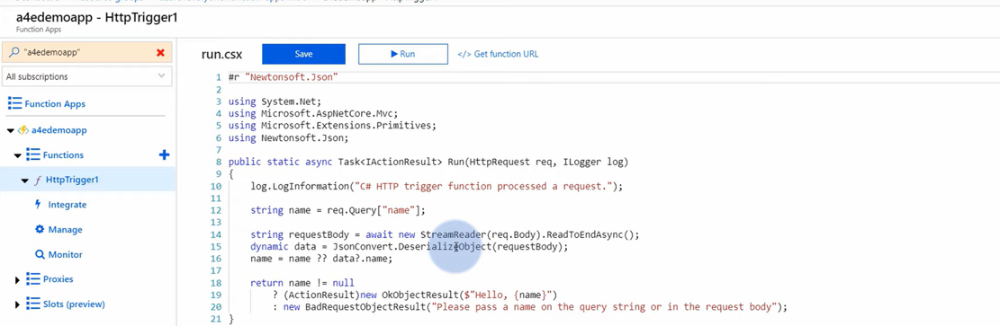 a4edemoapp - HttpTrigger1
Function Apps
"a4edemoapp"
All subscriptions
Function Apps
a4edemoapp
Functions
HttpTrigger1
Integrate
Manage
Monitor
Proxies
Slots (preview)
run.csx Save Run </> Get function URL
1 #r "Newtonsoft.Json"
2
3 using System.Net;
4 using Microsoft.AspNetCore.Mvc;
5 using Microsoft.Extensions.Primitives;
6 using Newtonsoft.Json;
7
8 public static async Task<IActionResult> Run(HttpRequest req, ILogger log)
9 {
10 log.LogInformation("C# HTTP trigger function processed a request.");
11
12 string name = req.Query["name"];
13
14 string requestBody = await new StreamReader(req.Body).ReadToEndAsync();
15 dynamic data = JsonConvert.DeserializeObject(requestBody);
16 name = name ?? data?.name;
17
18 return name != null
19 ? (ActionResult)new OkObjectResult($"Hello, {name}")
20 : new BadRequestObjectResult("Please pass a name on the query string or in the request body");
21 }